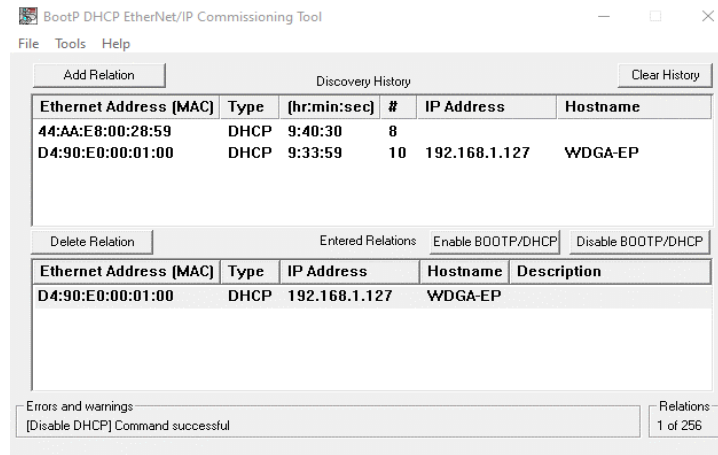 BootP DHCP EtherNet/IP Commissioning Tool
File Tools Help
Add Relation Discovery History Clear History
Ethernet Address (MAC) Type (hr:min:sec) # IP Address Hostname
44:AA:E8:00:28:59 DHCP 9:40:30 8
D4:90:E0:00:01:00 DHCP 9:33:59 10 192.168.1.127 WDGA-EP
Delete Relation Entered Relations Enable BOOTP/DHCP Disable BOOTP/DHCP
Ethernet Address (MAC) Type IP Address Hostname Description
D4:90:E0:00:01:00 DHCP 192.168.1.127 WDGA-EP
Errors and warnings Relations
[Disable DHCP] Command successful 1 of 256